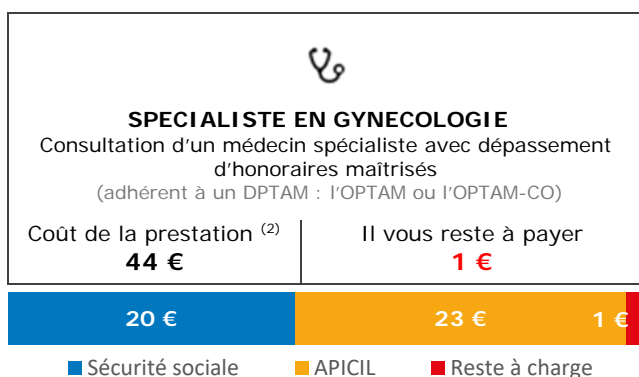 SPECIALISTE EN GYNECOLOGIE
Consultation d'un médecin spécialiste avec dépassement
d'honoraires maîtrisés
(adhérent à un DPTAM : l'OPTAM ou l'OPTAM-CO)
Coût de la prestation (2)
44 €
Il vous reste à payer
1 €
20 € 23 € 1 €
Sécurité sociale APICIL Reste à charge